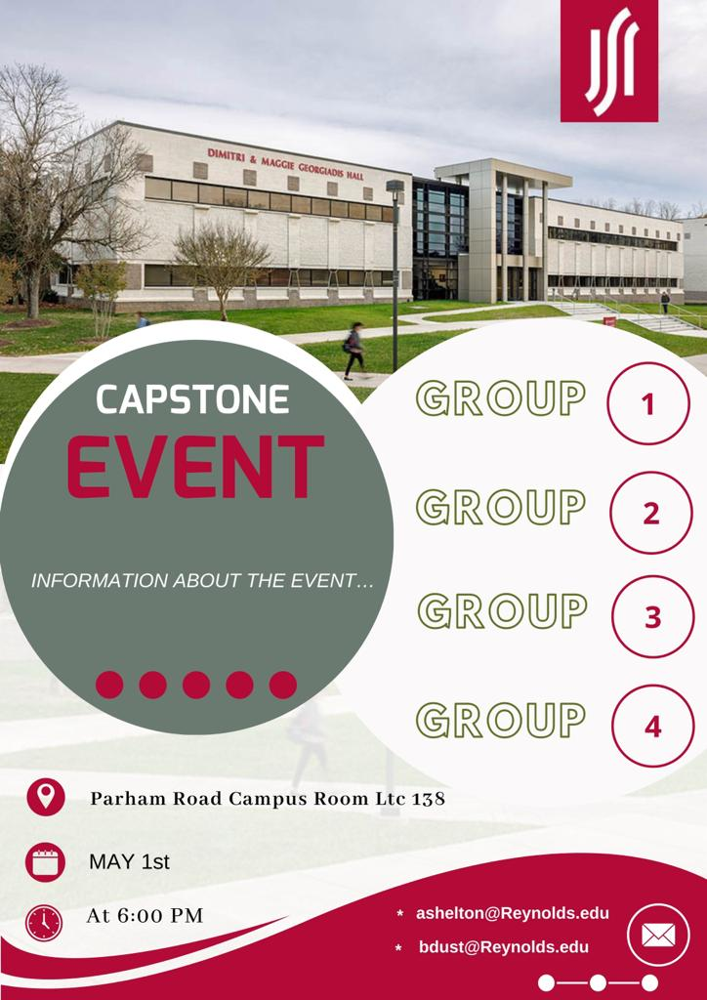 DIMITRI & MAGGIE GEORGIADIS HALL
CAPSTONE
EVENT
INFORMATION ABOUT THE EVENT...
GROUP 1
GROUP 2
GROUP 3
GROUP 4
Parham Road Campus Room Ltc 138
MAY 1st
At 6:00 PM
* ashelton@Reynolds.edu
* bdust@Reynolds.edu